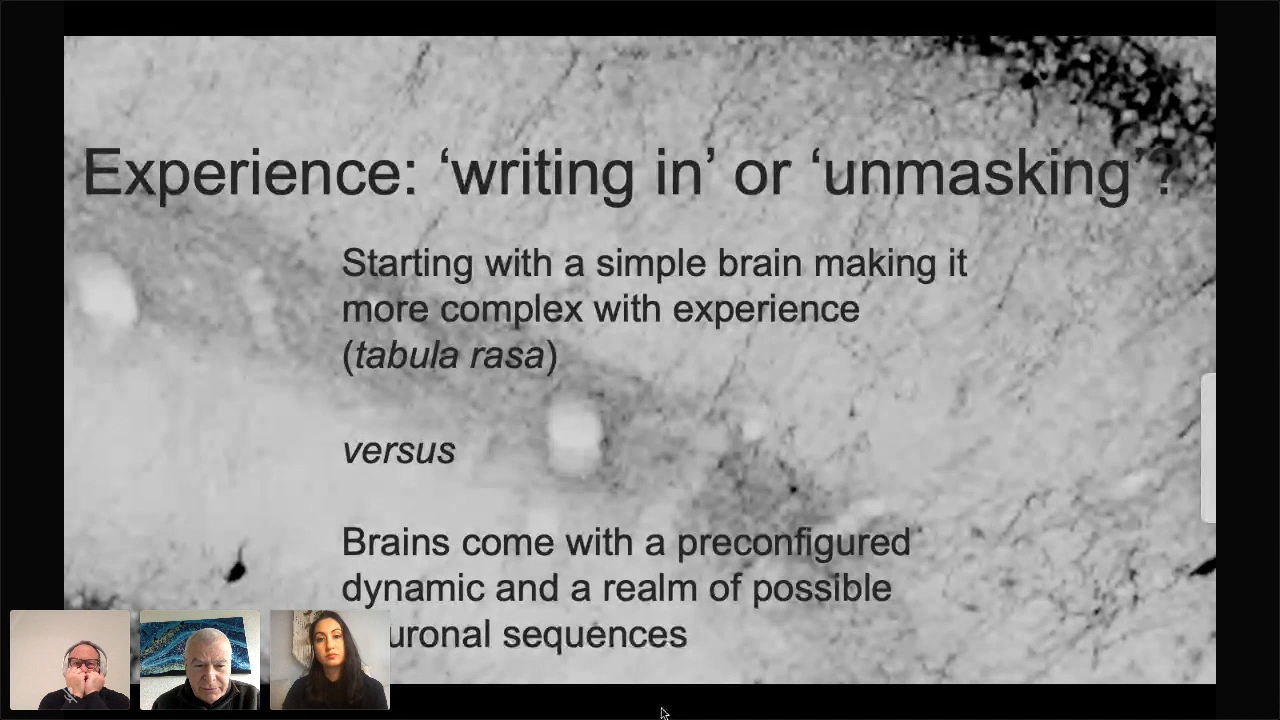 Experience: ‘writing in’ or ‘unmasking’?
Starting with a simple brain making it
more complex with experience
(tabula rasa)
versus
Brains come with a preconfigured
dynamic and a realm of possible
sequences